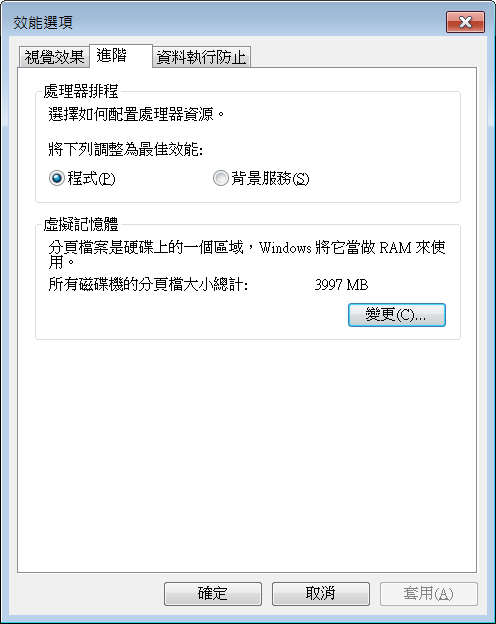 效能選項
視覺效果 進階 資料執行防止
處理器排程
選擇如何配置處理器資源。
將下列調整為最佳效能:
程式(P) 背景服務(S)
虛擬記憶體
分頁檔案是硬碟上的一個區域，Windows 將它當做 RAM 來使
用。
所有磁碟機的分頁檔大小總計: 3997 MB
變更(C)...
確定 取消 套用(A)